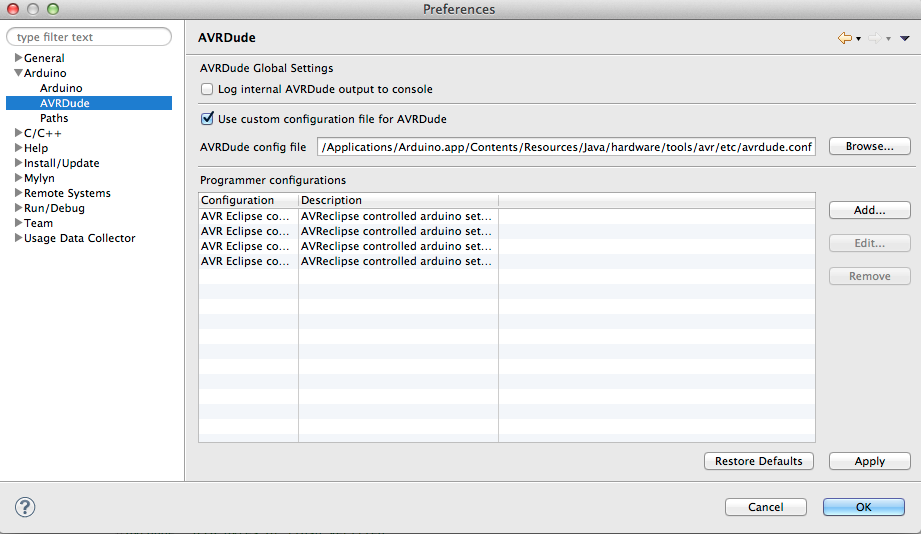 Preferences
type filter text
General
Arduino
Arduino
AVRDude
Paths
C/C++
Help
Install/Update
Mylyn
Remote Systems
Run/Debug
Team
Usage Data Collector
AVRDude
AVRDude Global Settings
Log internal AVRDude output to console
Use custom configuration file for AVRDude
AVRDude config file /Applications/Arduino.app/Contents/Resources/Java/hardware/tools/avr/etc/avrdude.conf Browse...
Programmer configurations
Configuration Description
AVR Eclipse co... AVReclipse controlled arduino set...
AVR Eclipse co... AVReclipse controlled arduino set...
AVR Eclipse co... AVReclipse controlled arduino set...
AVR Eclipse co... AVReclipse controlled arduino set...
Add...
Edit...
Remove
Restore Defaults Apply
? Cancel OK